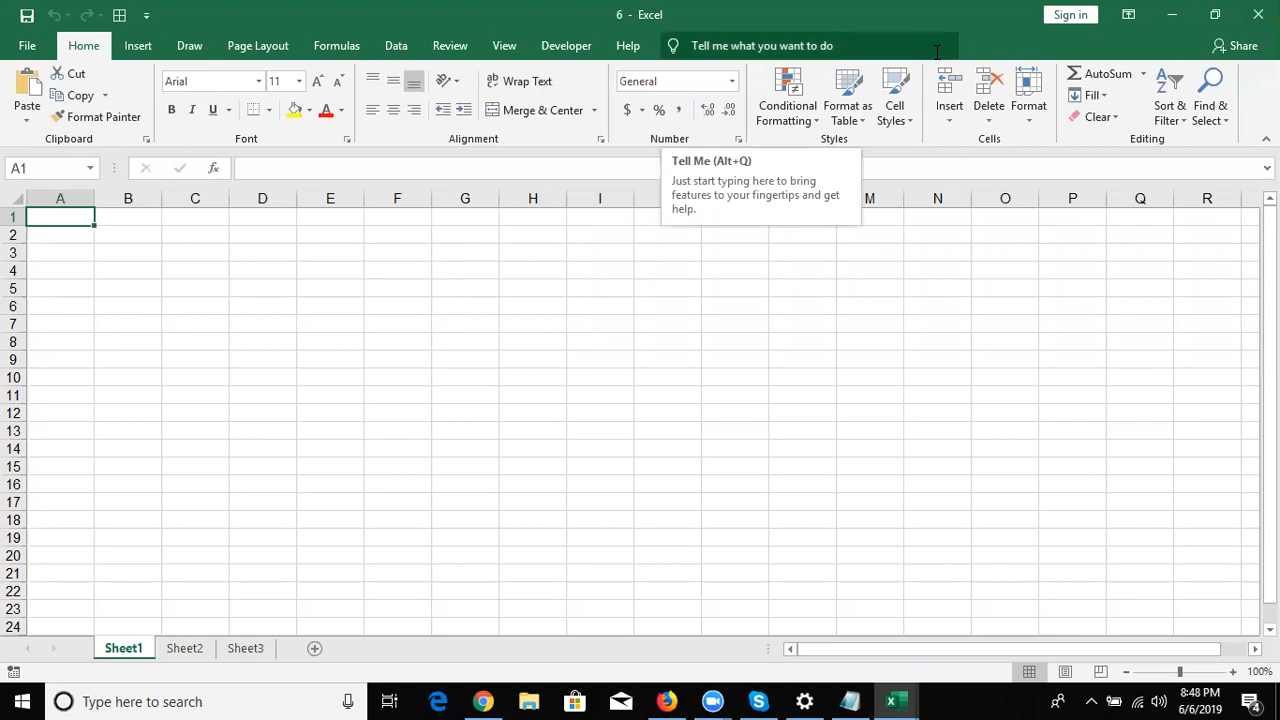 6 - Excel
Sign in
File Home Insert Draw Page Layout Formulas Data Review View Developer Help Tell me what you want to do Share
Paste Cut Copy Format Painter Clipboard
Arial 11 B I U A Font
ab Wrap Text Merge & Center Alignment
General $ % , Number
Conditional Formatting Format as Table Cell Styles Styles
Insert Delete Format Cells
AutoSum Fill Clear Sort & Filter Find & Select Editing
A1 fx
Tell Me (Alt+Q)
Just start typing here to bring
features to your fingertips and get
help.
A B C D E F G H I M N O P Q R
1
2
3
4
5
6
7
8
9
10
11
12
13
14
15
16
17
18
19
20
21
22
23
24
Sheet1 Sheet2 Sheet3
100%
Type here to search
8:48 PM
6/6/2019
4